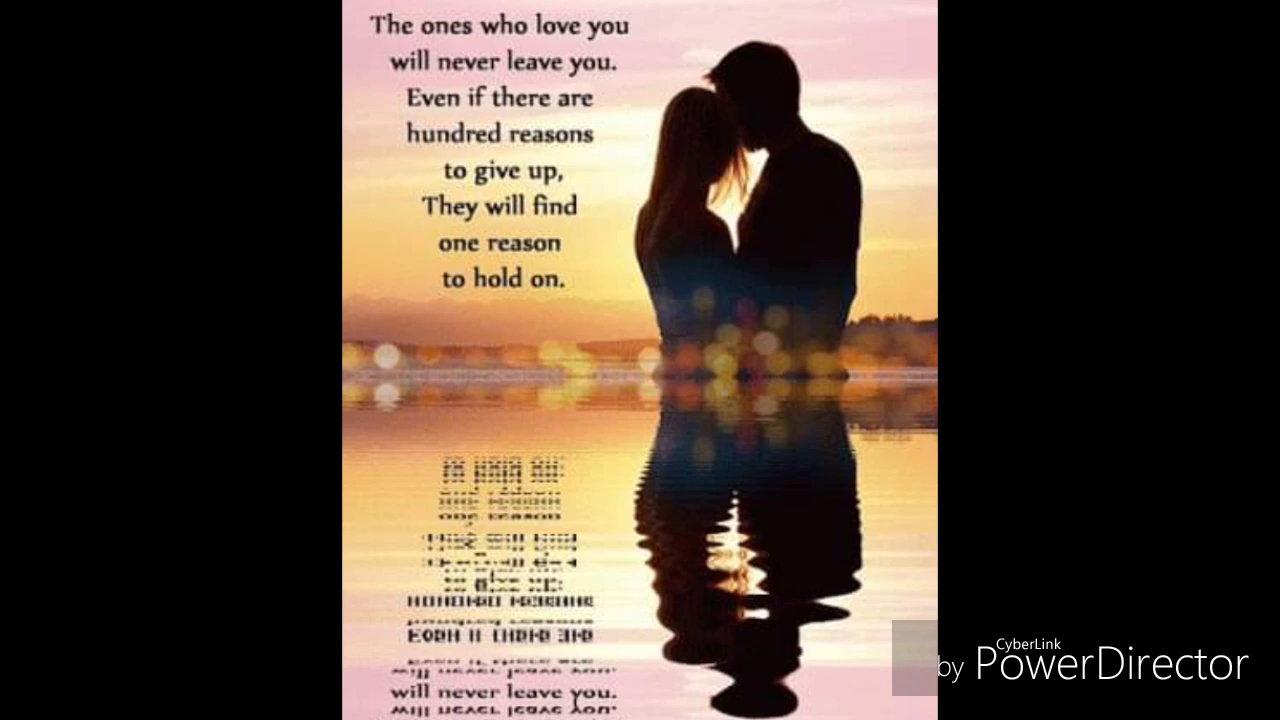 The ones who love you
will never leave you.
Even if there are
hundred reasons
to give up,
They will find
one reason
to hold on.
will never leave you.
CyberLink
by PowerDirector